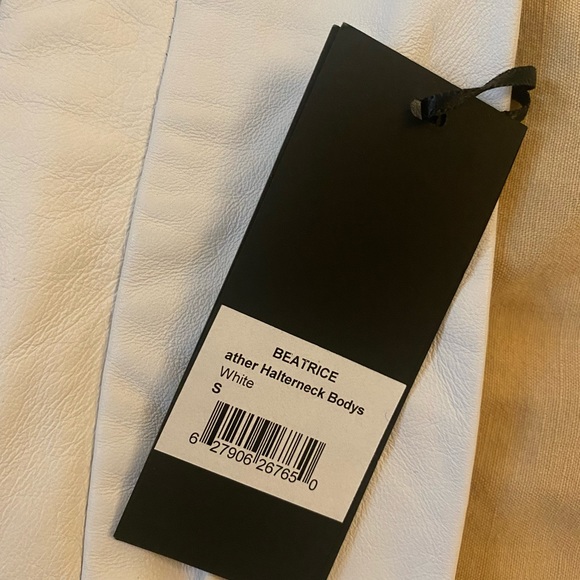 BEATRICE
ather Halterneck Bodys
White
S
6 27906 26765 0